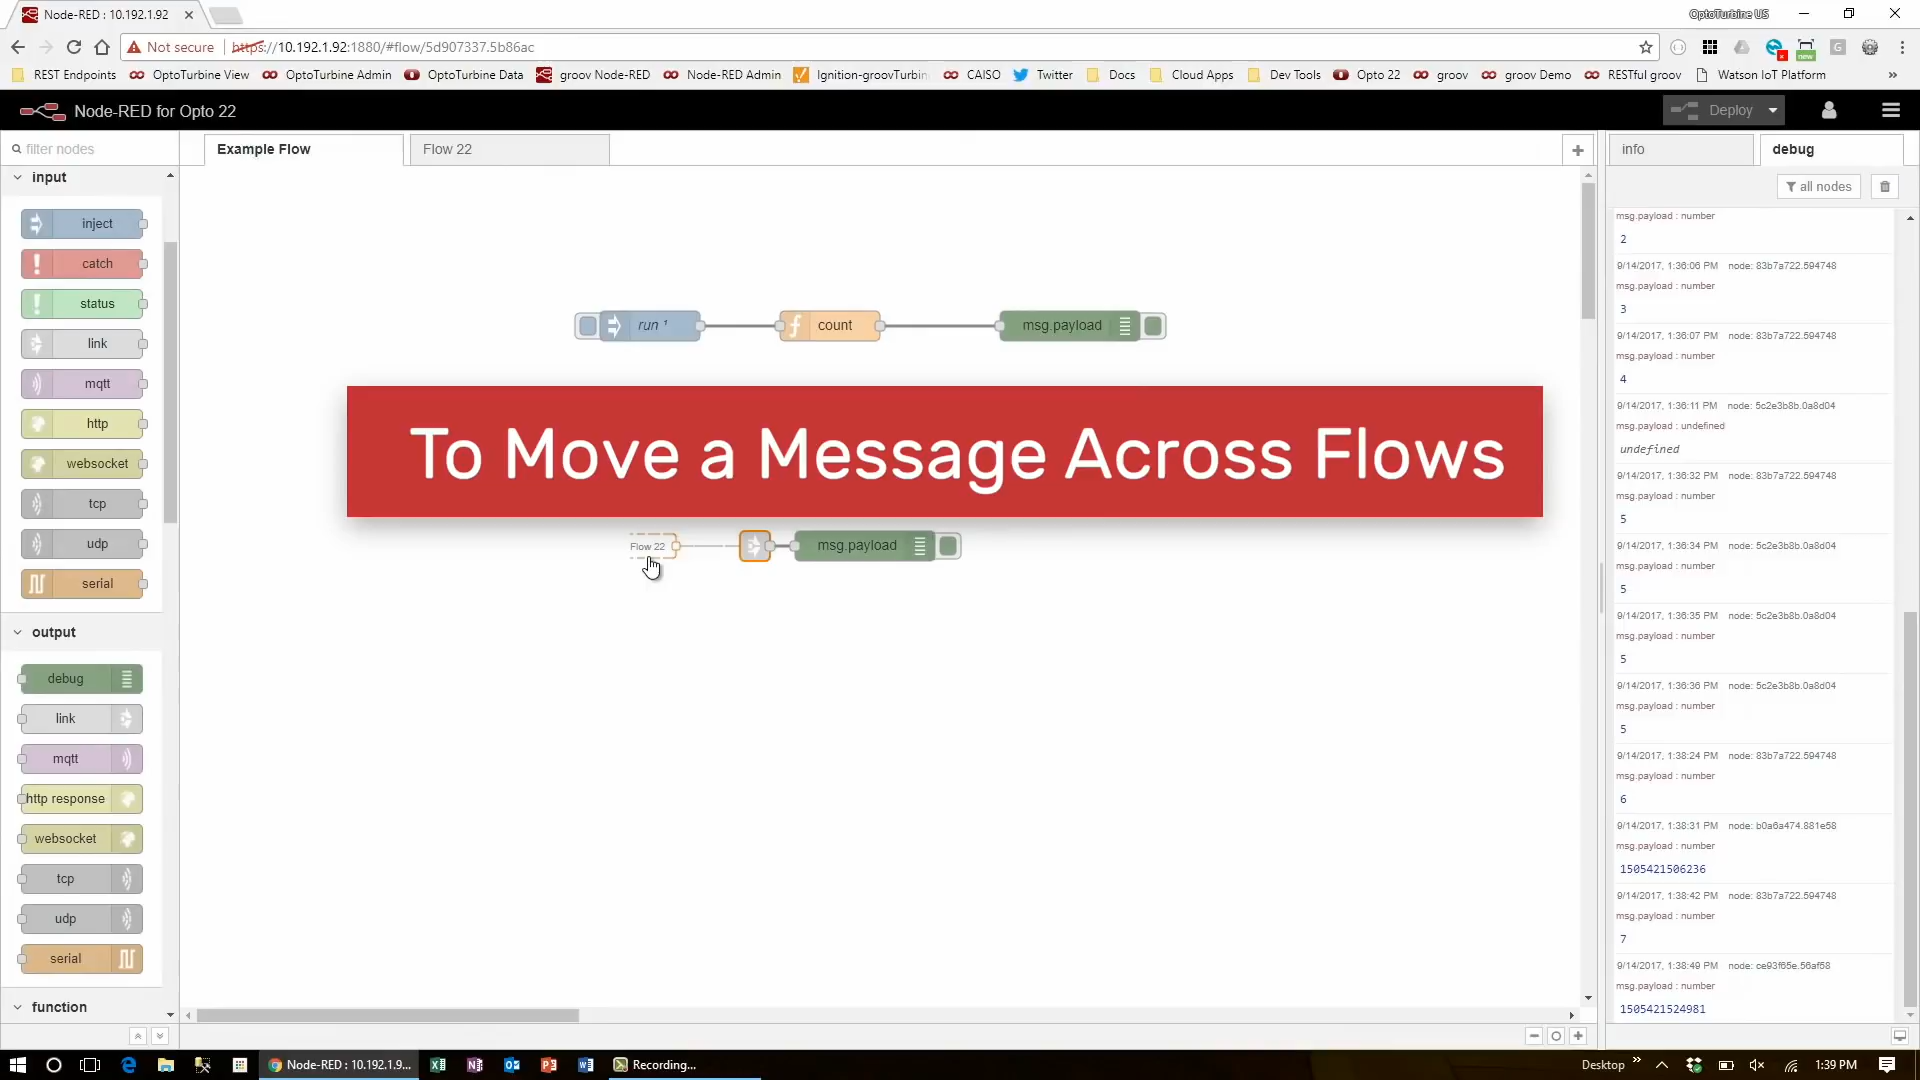 Node-RED : 10.192.1.92
OptoTurbine US
Not secure https://10.192.1.92:1880/#flow/5d907337.5b86ac
REST Endpoints OptoTurbine View OptoTurbine Admin OptoTurbine Data groov Node-RED Node-RED Admin Ignition-groovTurbin CAISO Twitter Docs Cloud Apps Dev Tools Opto 22 groov groov Demo RESTful groov Watson IoT Platform »
Node-RED for Opto 22
Deploy
filter nodes
Example Flow
Flow 22
info
debug
all nodes
input
inject
catch
status
link
mqtt
http
websocket
tcp
udp
serial
output
debug
link
mqtt
http response
websocket
tcp
udp
serial
function
run ¹
count
msg.payload
To Move a Message Across Flows
Flow 22
msg.payload
msg.payload : number
2
9/14/2017, 1:36:06 PM node: 83b7a722.594748
msg.payload : number
3
9/14/2017, 1:36:07 PM node: 83b7a722.594748
msg.payload : number
4
9/14/2017, 1:36:11 PM node: 5c2e3b8b.0a8d04
msg.payload : undefined
undefined
9/14/2017, 1:36:32 PM node: 83b7a722.594748
msg.payload : number
5
9/14/2017, 1:36:34 PM node: 5c2e3b8b.0a8d04
msg.payload : number
5
9/14/2017, 1:36:35 PM node: 5c2e3b8b.0a8d04
msg.payload : number
5
9/14/2017, 1:36:36 PM node: 5c2e3b8b.0a8d04
msg.payload : number
5
9/14/2017, 1:38:24 PM node: 83b7a722.594748
msg.payload : number
6
9/14/2017, 1:38:31 PM node: b0a6a474.881e58
msg.payload : number
1505421506236
9/14/2017, 1:38:42 PM node: 83b7a722.594748
msg.payload : number
7
9/14/2017, 1:38:49 PM node: ce93f65e.56af58
msg.payload : number
1505421524981
Node-RED : 10.192.1.9...
Recording...
Desktop »
1:39 PM